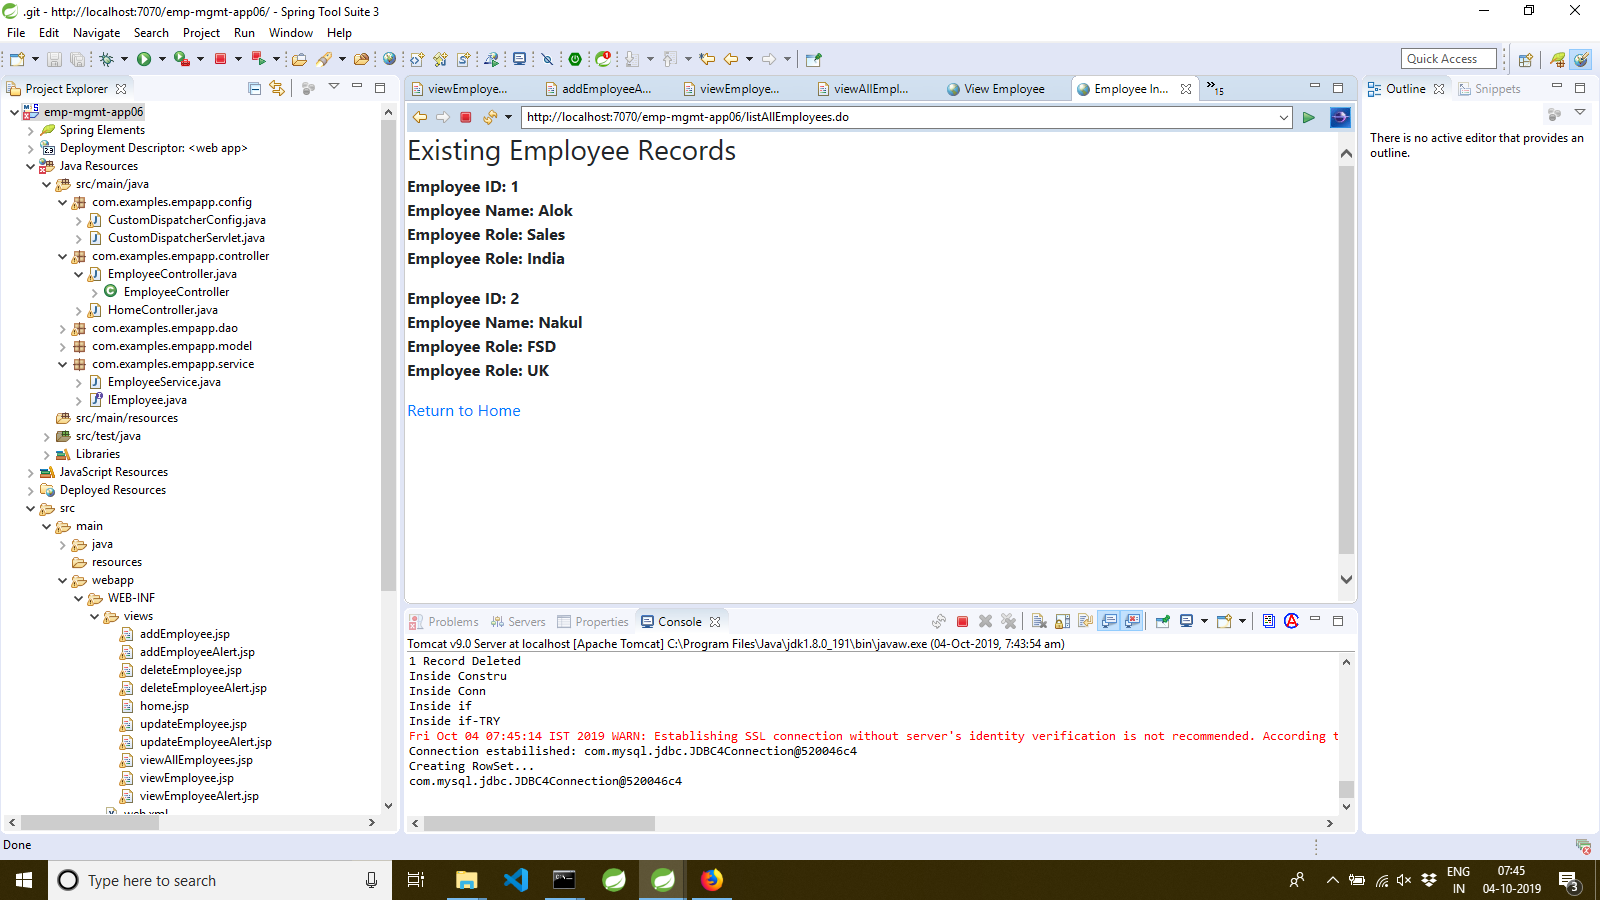 .git - http://localhost:7070/emp-mgmt-app06/ - Spring Tool Suite 3
File Edit Navigate Search Project Run Window Help
Quick Access
Project Explorer
emp-mgmt-app06
Spring Elements
Deployment Descriptor: <web app>
Java Resources
src/main/java
com.examples.empapp.config
CustomDispatcherConfig.java
CustomDispatcherServlet.java
com.examples.empapp.controller
EmployeeController.java
EmployeeController
HomeController.java
com.examples.empapp.dao
com.examples.empapp.model
com.examples.empapp.service
EmployeeService.java
IEmployee.java
src/main/resources
src/test/java
Libraries
JavaScript Resources
Deployed Resources
src
main
java
resources
webapp
WEB-INF
views
addEmployee.jsp
addEmployeeAlert.jsp
deleteEmployee.jsp
deleteEmployeeAlert.jsp
home.jsp
updateEmployee.jsp
updateEmployeeAlert.jsp
viewAllEmployees.jsp
viewEmployee.jsp
viewEmployeeAlert.jsp
web.xml
viewEmploye... addEmployeeA... viewEmploye... viewAllEmpl... View Employee Employee In... 15
http://localhost:7070/emp-mgmt-app06/listAllEmployees.do
Existing Employee Records
Employee ID: 1
Employee Name: Alok
Employee Role: Sales
Employee Role: India
Employee ID: 2
Employee Name: Nakul
Employee Role: FSD
Employee Role: UK
Return to Home
Problems Servers Properties Console
Tomcat v9.0 Server at localhost [Apache Tomcat] C:\Program Files\Java\jdk1.8.0_191\bin\javaw.exe (04-Oct-2019, 7:43:54 am)
1 Record Deleted
Inside Constru
Inside Conn
Inside if
Inside if-TRY
Fri Oct 04 07:45:14 IST 2019 WARN: Establishing SSL connection without server's identity verification is not recommended. According t
Connection estabilished: com.mysql.jdbc.JDBC4Connection@520046c4
Creating RowSet...
com.mysql.jdbc.JDBC4Connection@520046c4
Outline Snippets
There is no active editor that provides an
outline.
Done
Type here to search
ENG
IN
07:45
04-10-2019
3